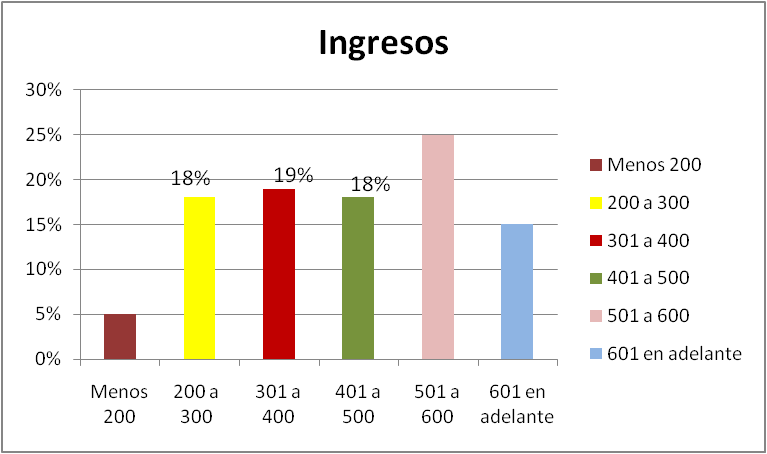 Ingresos
30%
25%
20%
15%
10%
5%
0%
18%
19%
18%
Menos
200
200 a
300
301 a
400
401 a
500
501 a
600
601 en
adelante
Menos 200
200 a 300
301 a 400
401 a 500
501 a 600
601 en adelante